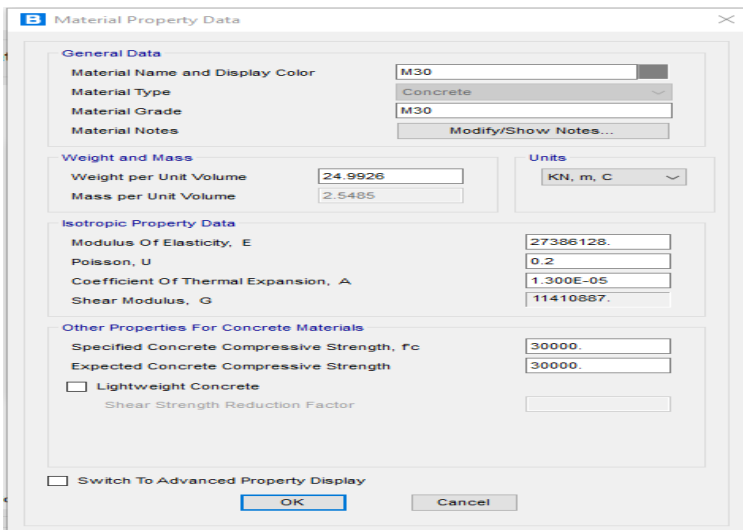 B Material Property Data
General Data
Material Name and Display Color M30
Material Type Concrete
Material Grade M30
Material Notes Modify/Show Notes...
Weight and Mass Units
Weight per Unit Volume 24.9926 KN, m, C
Mass per Unit Volume 2.5485
Isotropic Property Data
Modulus Of Elasticity, E 27386128.
Poisson, U 0.2
Coefficient Of Thermal Expansion, A 1.300E-05
Shear Modulus, G 11410887.
Other Properties For Concrete Materials
Specified Concrete Compressive Strength, f'c 30000.
Expected Concrete Compressive Strength 30000.
Lightweight Concrete
Shear Strength Reduction Factor
Switch To Advanced Property Display
OK Cancel